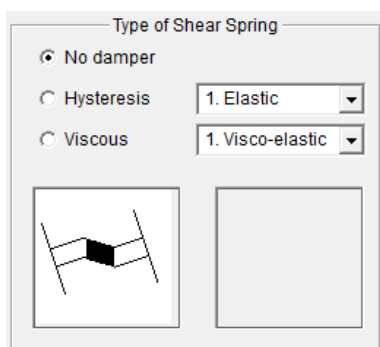 Type of Shear Spring
No damper
Hysteresis 1. Elastic
Viscous 1. Visco-elastic